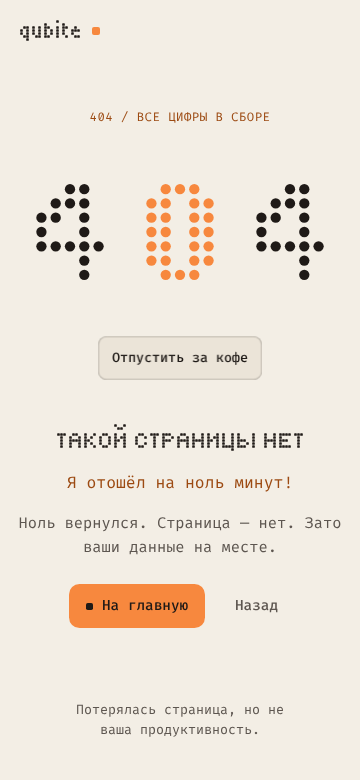 qubite
404 / ВСЕ ЦИФРЫ В СБОРЕ
404
Отпустить за кофе
ТАКОЙ СТРАНИЦЫ НЕТ
Я отошёл на ноль минут!
Ноль вернулся. Страница — нет. Зато
ваши данные на месте.
На главную
Назад
Потерялась страница, но не
ваша продуктивность.